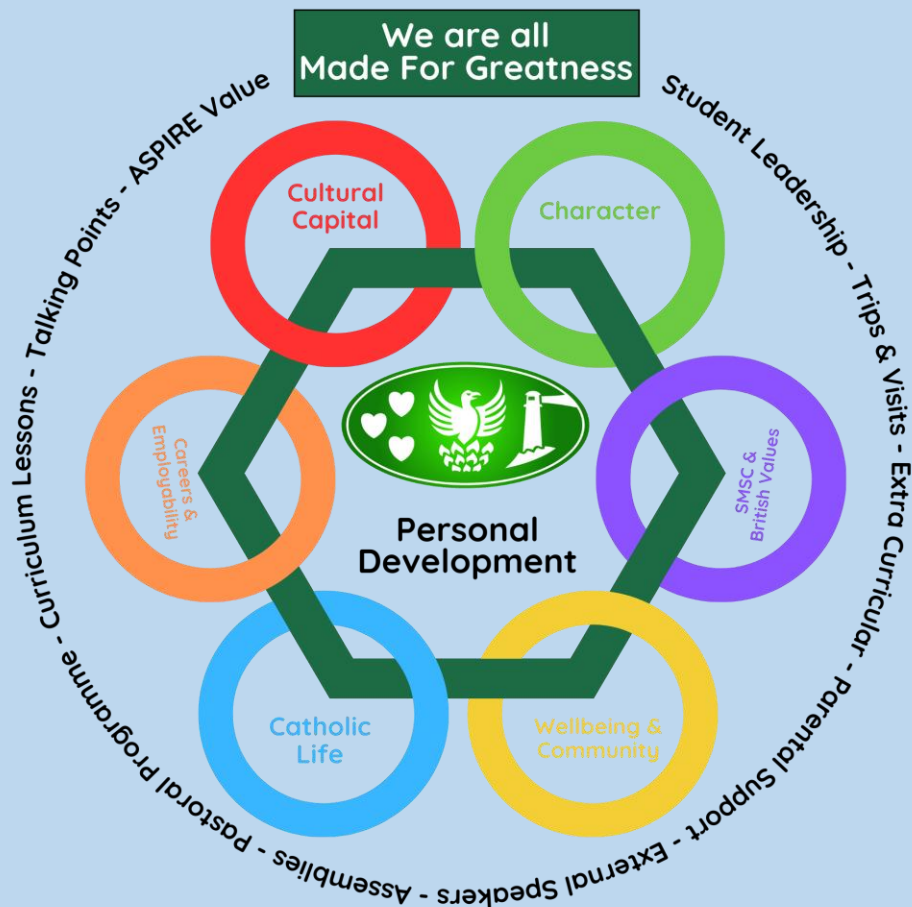 We are all
Made For Greatness
Student Leadership - Trips & Visits - Extra Curricular - Parental Support - External Speakers - Assemblies - Pastoral Programme - Curriculum Lessons - Talking Points - ASPIRE Value
Cultural
Capital
Character
Careers &
Employability
SMSC &
British Values
Personal
Development
Catholic
Life
Wellbeing &
Community